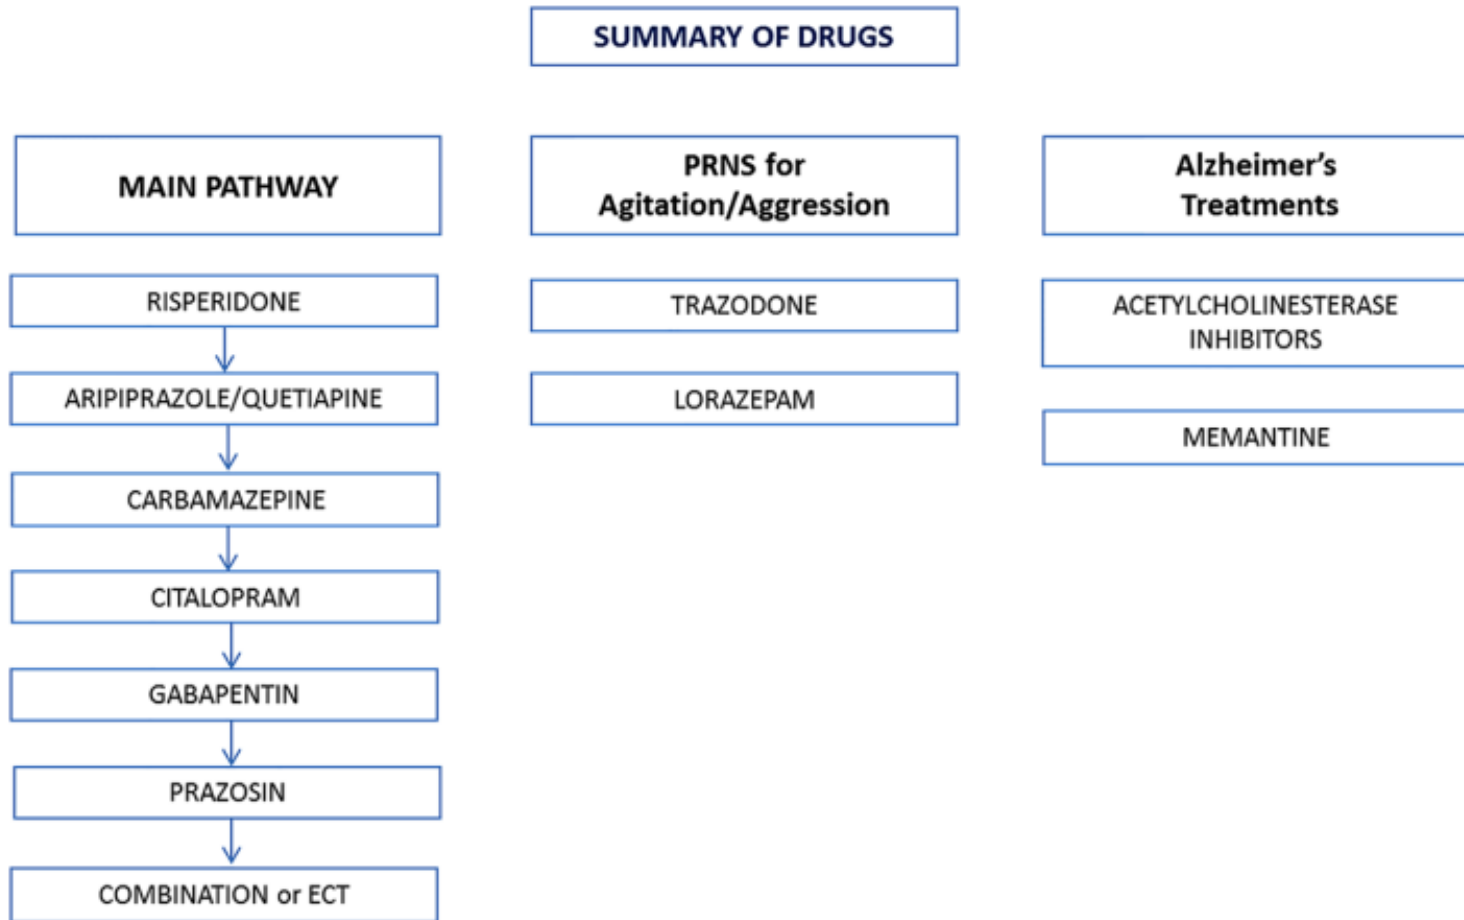 SUMMARY OF DRUGS
MAIN PATHWAY
RISPERIDONE
ARIPIPRAZOLE/QUETIAPINE
CARBAMAZEPINE
CITALOPRAM
GABAPENTIN
PRAZOSIN
COMBINATION or ECT
PRNS for
Agitation/Aggression
TRAZODONE
LORAZEPAM
Alzheimer’s
Treatments
ACETYLCHOLINESTERASE
INHIBITORS
MEMANTINE